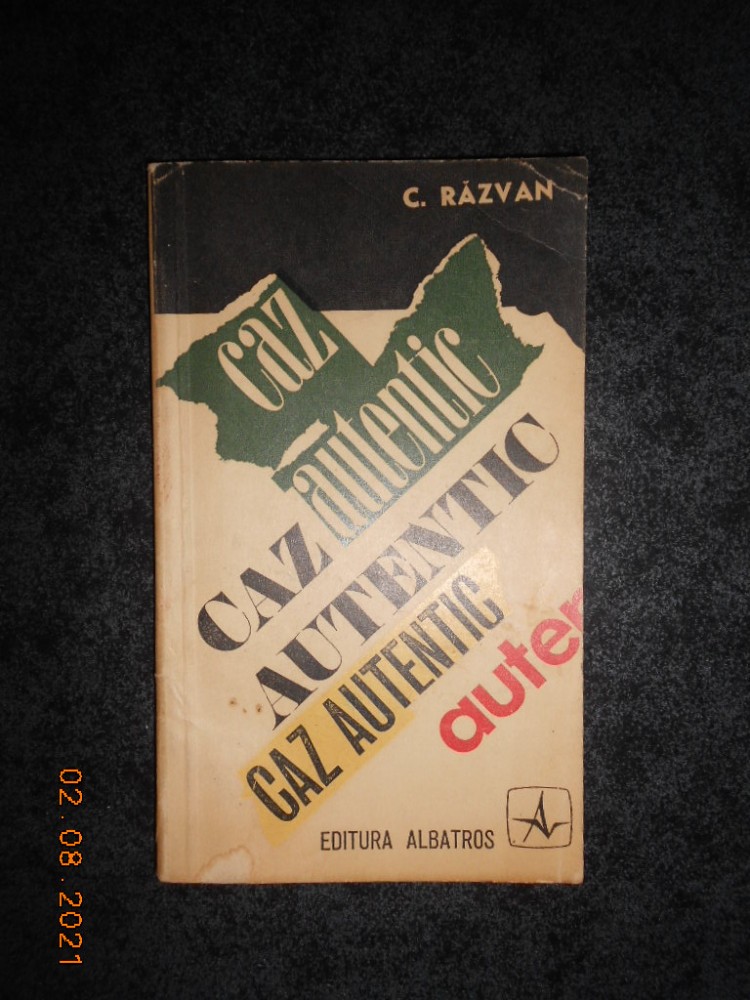 C. RĂZVAN
caz
autentic
CAZ
AUTENTIC
CAZ AUTENTIC
auten
EDITURA ALBATROS
02.08.2021